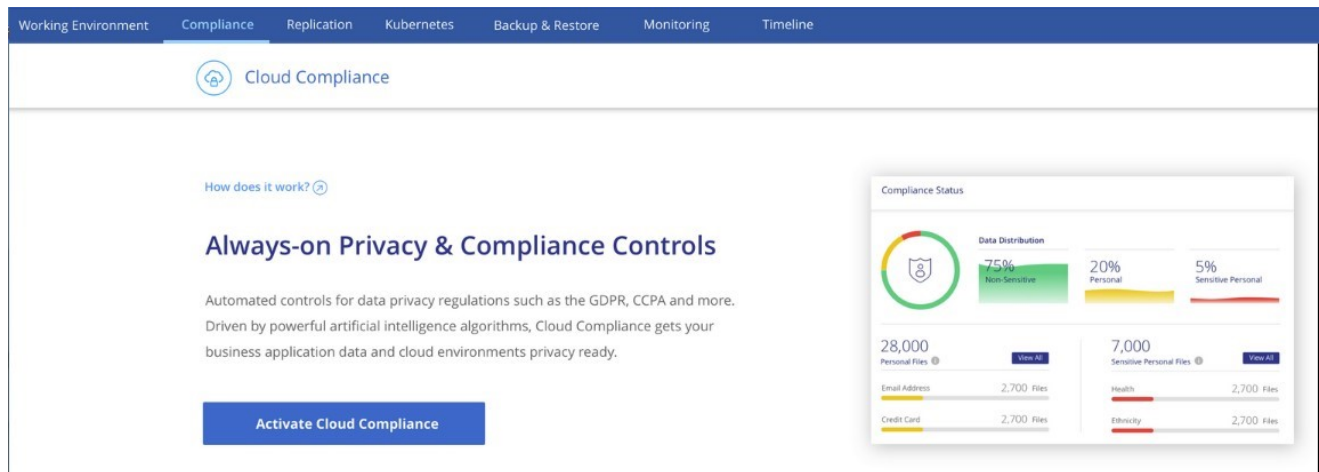 Working Environment Compliance Replication Kubernetes Backup & Restore Monitoring Timeline
Cloud Compliance
How does it work?
Always-on Privacy & Compliance Controls
Automated controls for data privacy regulations such as the GDPR, CCPA and more.
Driven by powerful artificial intelligence algorithms, Cloud Compliance gets your
business application data and cloud environments privacy ready.
Activate Cloud Compliance
Compliance Status
Data Distribution
75% 20% 5%
Non-Sensitive Personal Sensitive Personal
28,000
Personal Files View All
Email Address 2,700 Files
Credit Card 2,700 Files
7,000
Sensitive Personal Files View All
Health 2,700 Files
Ethnicity 2,700 Files